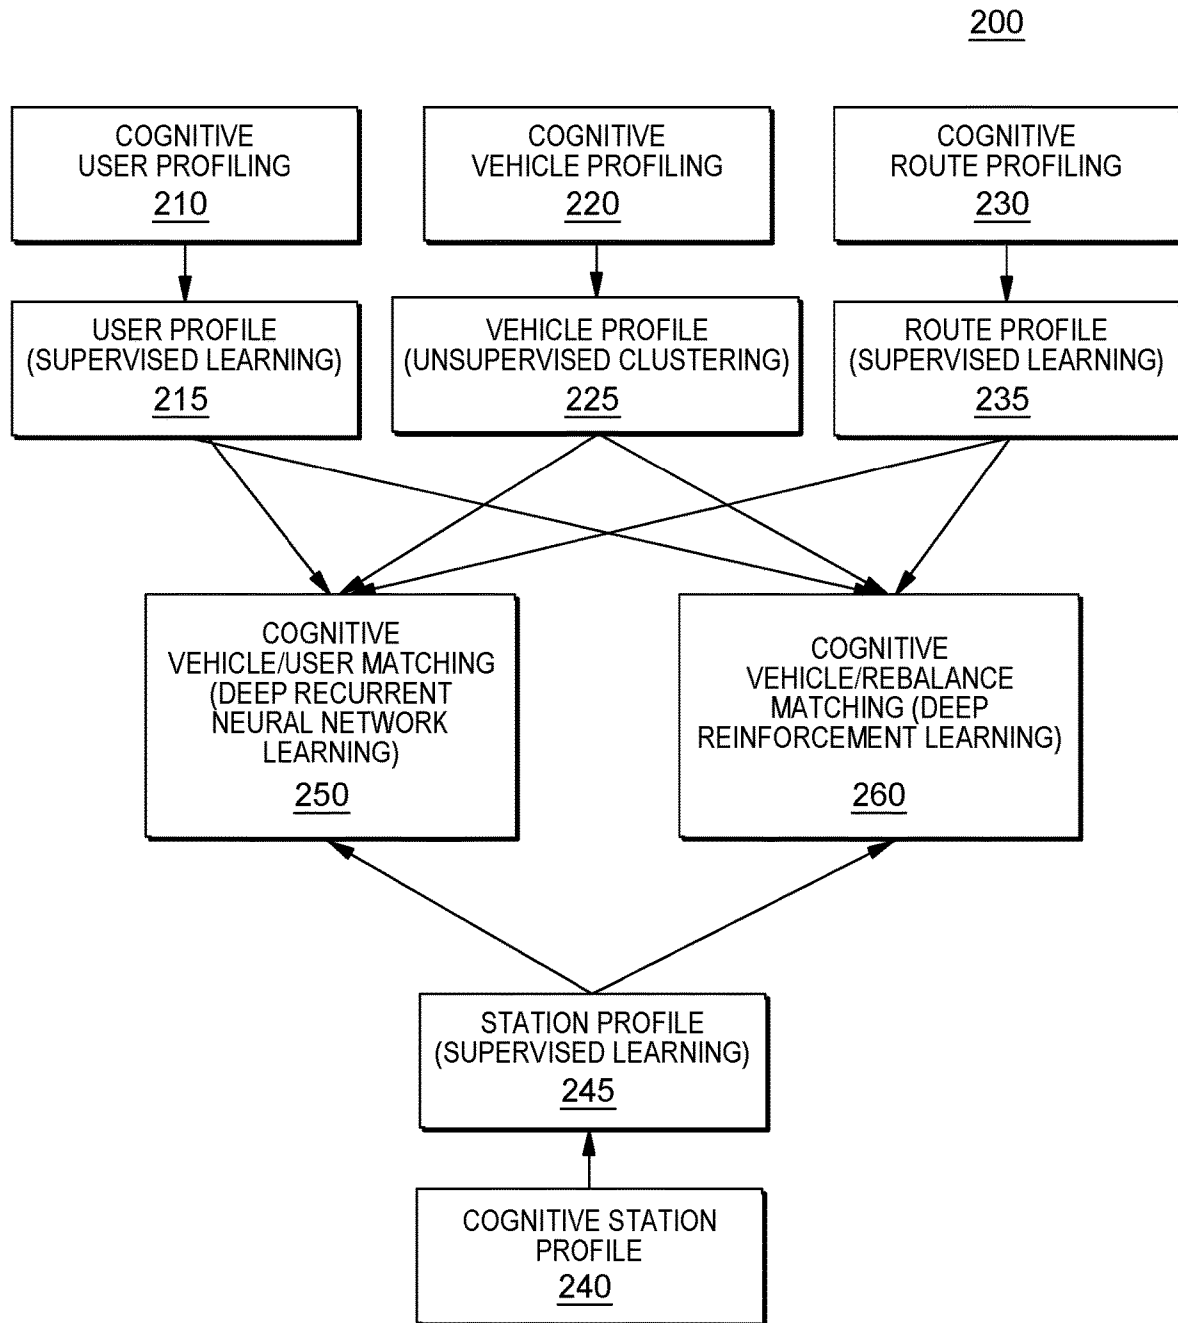 200
COGNITIVE
USER PROFILING
210
COGNITIVE
VEHICLE PROFILING
220
COGNITIVE
ROUTE PROFILING
230
USER PROFILE
(SUPERVISED LEARNING)
215
VEHICLE PROFILE
(UNSUPERVISED CLUSTERING)
225
ROUTE PROFILE
(SUPERVISED LEARNING)
235
COGNITIVE
VEHICLE/USER MATCHING
(DEEP RECURRENT
NEURAL NETWORK
LEARNING)
250
COGNITIVE
VEHICLE/REBALANCE
MATCHING (DEEP
REINFORCEMENT LEARNING)
260
STATION PROFILE
(SUPERVISED LEARNING)
245
COGNITIVE STATION
PROFILE
240